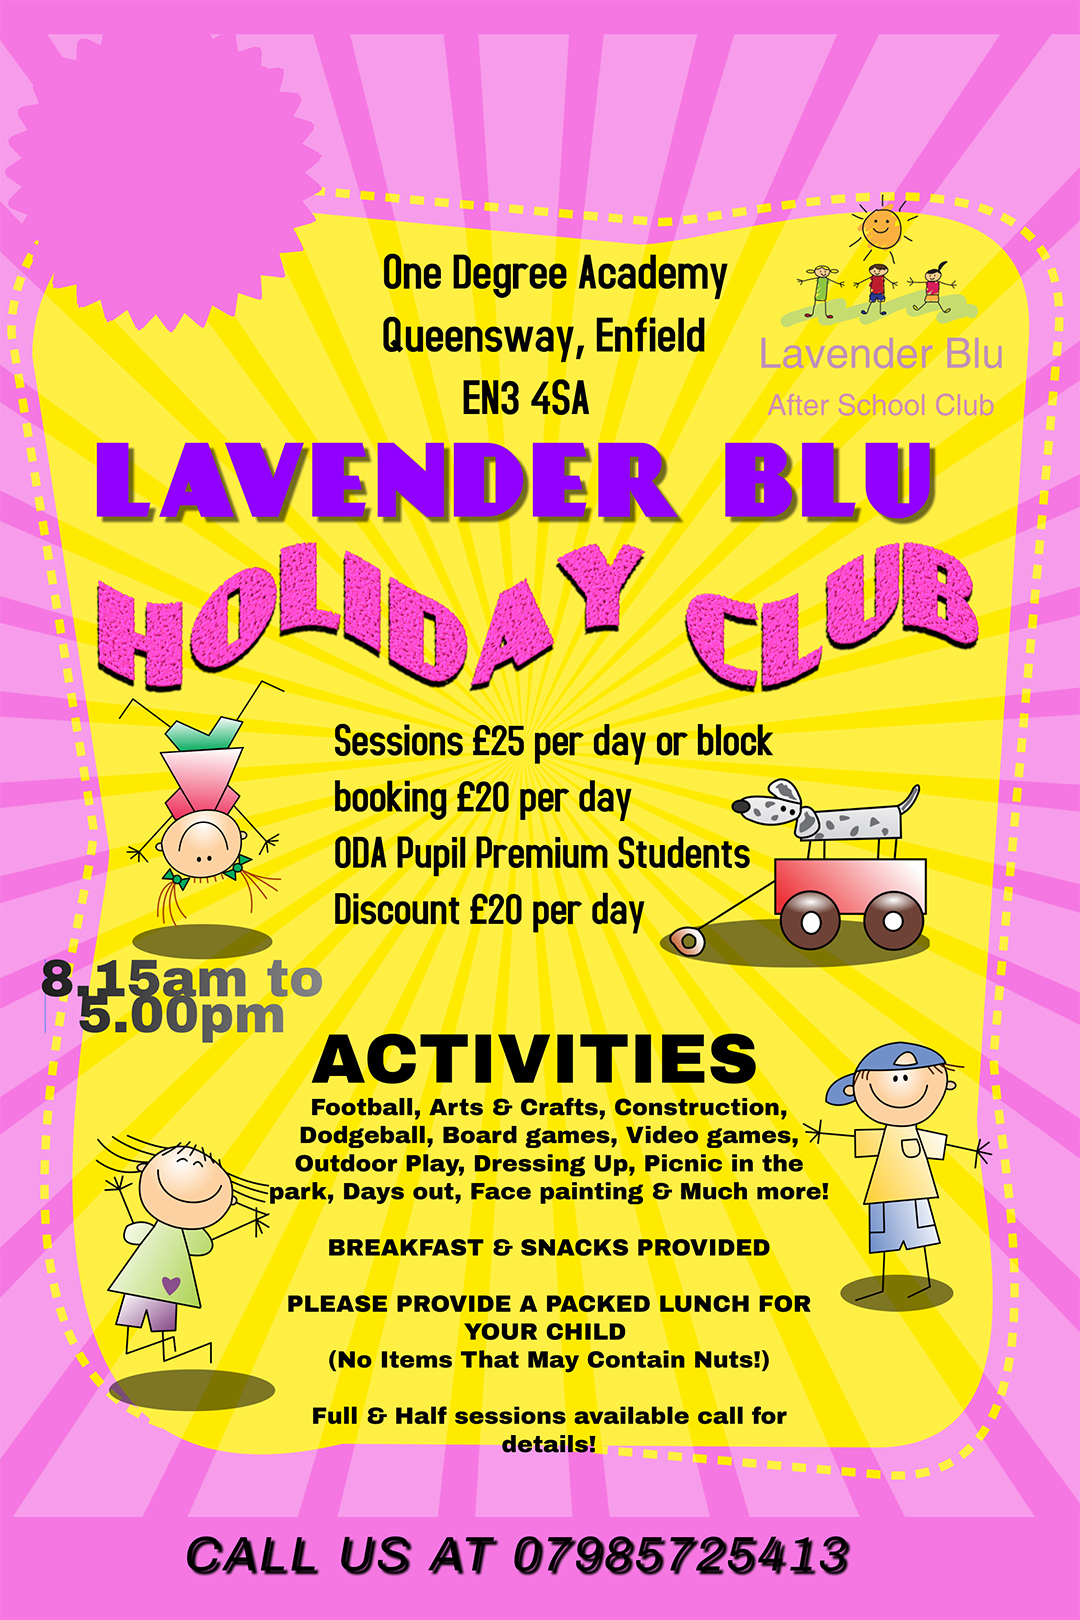 One Degree Academy
Queensway, Enfield
EN3 4SA
Lavender Blu
After School Club
LAVENDER BLU
HOLIDAY CLUB
Sessions £25 per day or block
booking £20 per day
ODA Pupil Premium Students
Discount £20 per day
8.15am to
5.00pm
ACTIVITIES
Football, Arts & Crafts, Construction,
Dodgeball, Board games, Video games,
Outdoor Play, Dressing Up, Picnic in the
park, Days out, Face painting & Much more!
BREAKFAST & SNACKS PROVIDED
PLEASE PROVIDE A PACKED LUNCH FOR
YOUR CHILD
(No Items That May Contain Nuts!)
Full & Half sessions available call for
details!
CALL US AT 07985725413